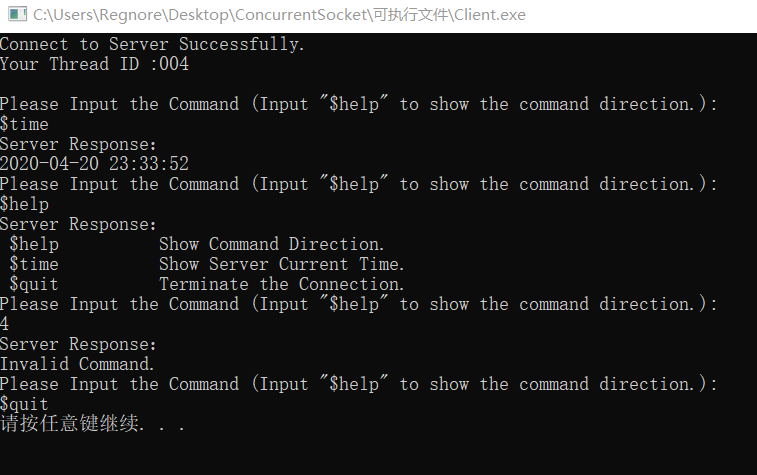 C:\Users\Regnore\Desktop\ConcurrentSocket\可执行文件\Client.exe
Connect to Server Successfully.
Your Thread ID :004
Please Input the Command (Input "$help" to show the command direction.):
$time
Server Response:
2020-04-20 23:33:52
Please Input the Command (Input "$help" to show the command direction.):
$help
Server Response:
 $help          Show Command Direction.
 $time          Show Server Current Time.
 $quit          Terminate the Connection.
Please Input the Command (Input "$help" to show the command direction.):
4
Server Response:
Invalid Command.
Please Input the Command (Input "$help" to show the command direction.):
$quit
请按任意键继续. . .